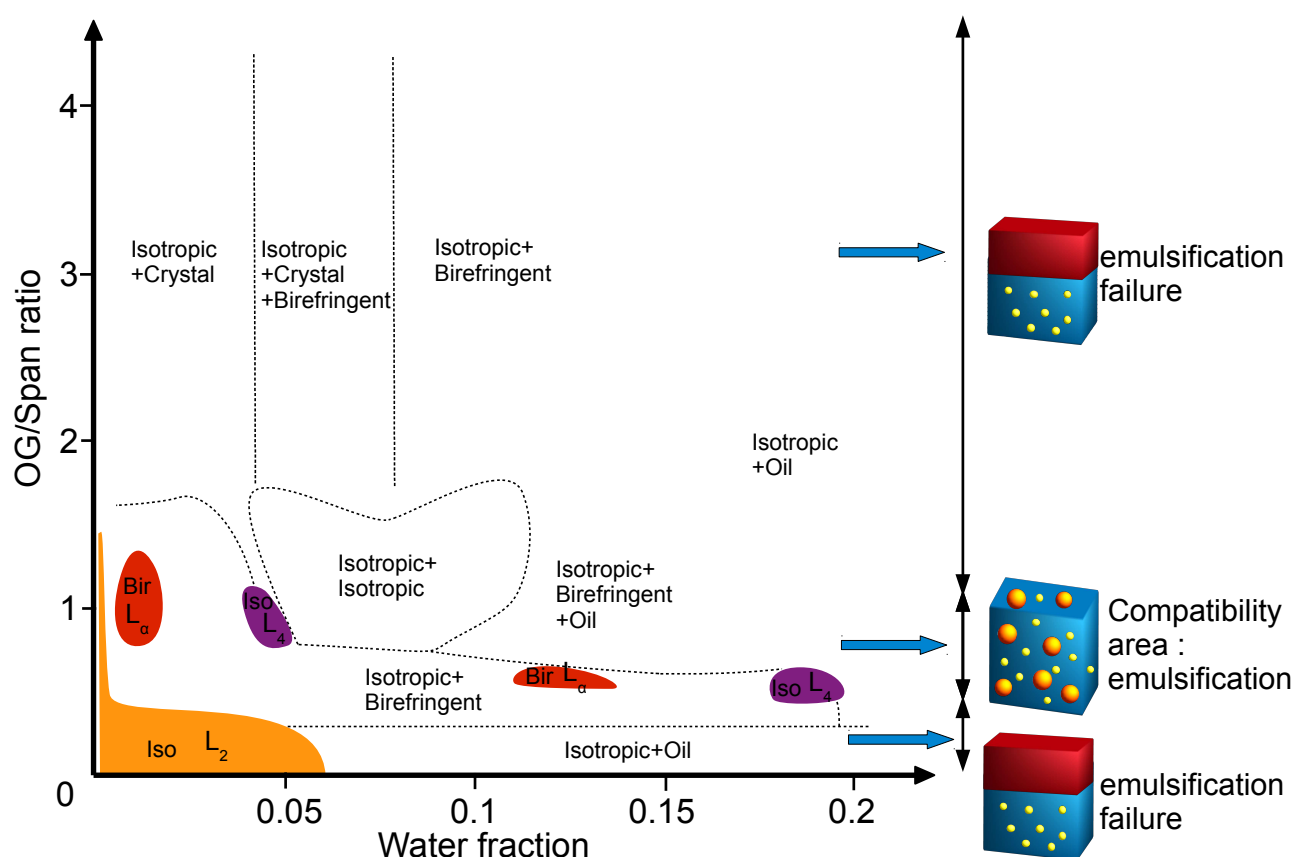 4
3
2
1
0
OG/Span ratio
Isotropic
+Crystal
Isotropic
+Crystal
+Birefringent
Isotropic+
Birefringent
Isotropic
+Oil
Isotropic+
Isotropic
Isotropic+
Birefringent
+Oil
Bir
Lα
Iso
L4
Isotropic+
Birefringent
Bir Lα
Iso L4
Iso L2
Isotropic+Oil
0.05
0.1
0.15
0.2
Water fraction
emulsification
failure
Compatibility
area :
emulsification
emulsification
failure